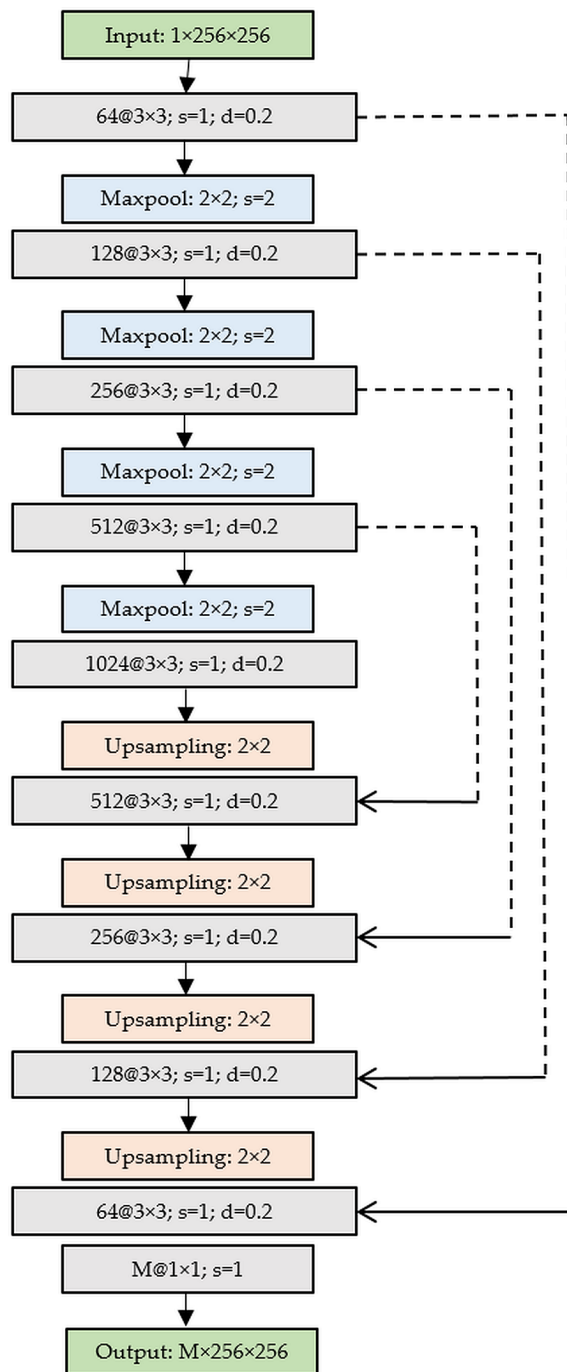 Input: 1×256×256
64@3×3; s=1; d=0.2
Maxpool: 2×2; s=2
128@3×3; s=1; d=0.2
Maxpool: 2×2; s=2
256@3×3; s=1; d=0.2
Maxpool: 2×2; s=2
512@3×3; s=1; d=0.2
Maxpool: 2×2; s=2
1024@3×3; s=1; d=0.2
Upsampling: 2×2
512@3×3; s=1; d=0.2
Upsampling: 2×2
256@3×3; s=1; d=0.2
Upsampling: 2×2
128@3×3; s=1; d=0.2
Upsampling: 2×2
64@3×3; s=1; d=0.2
M@1×1; s=1
Output: M×256×256